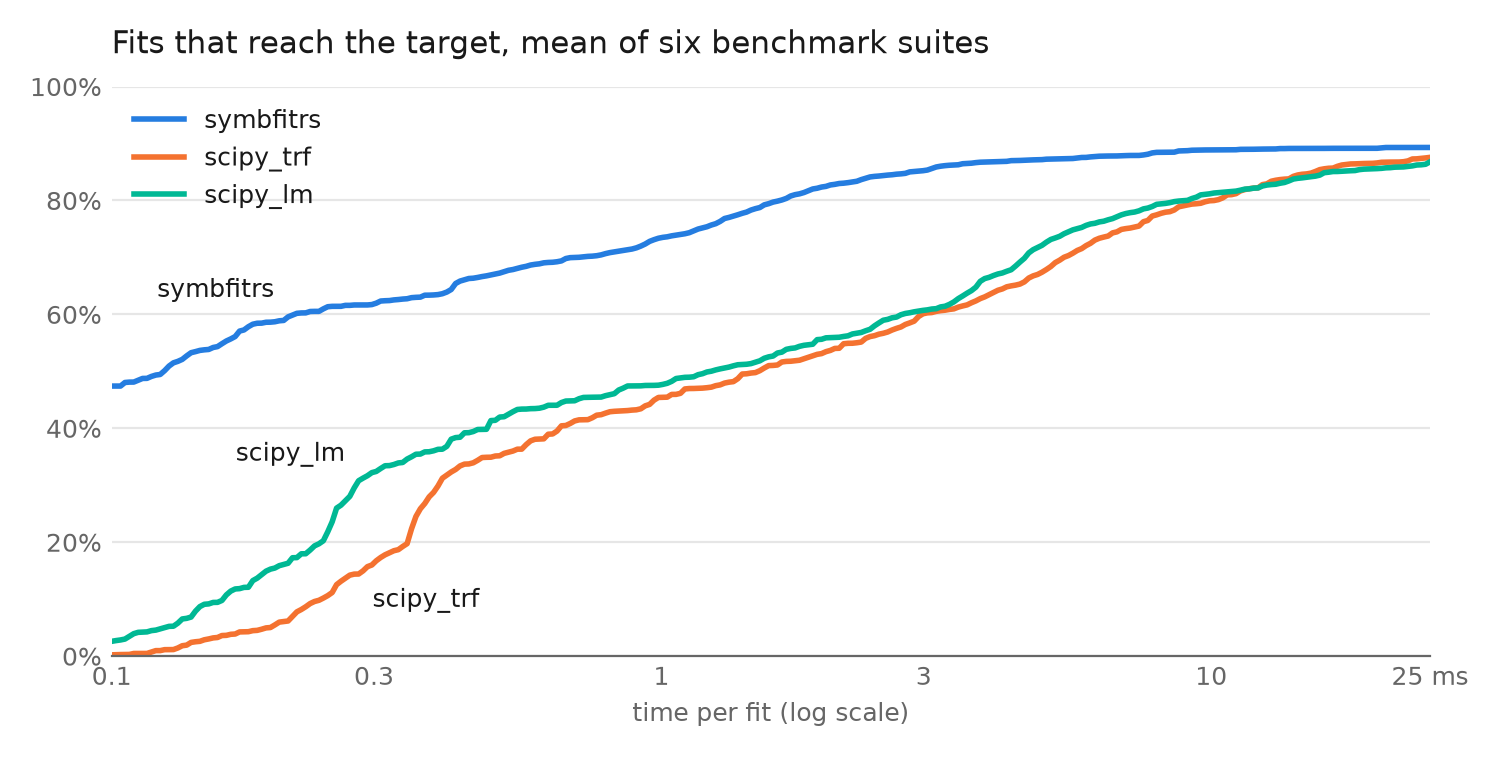 Fits that reach the target, mean of six benchmark suites
100%
symbfitrs
scipy_trf
scipy_lm
80%
symbfitrs
60%
40%
scipy_lm
20%
scipy_trf
0%
0.1 0.3 1 3 10 25 ms
time per fit (log scale)